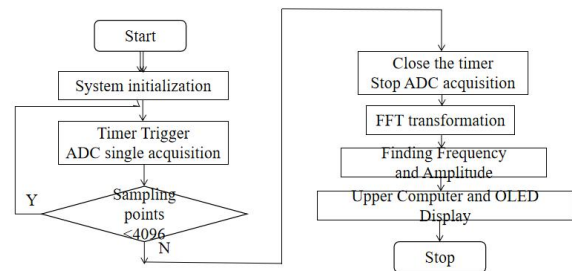 Start
System initialization
Timer Trigger
ADC single acquisition
Sampling
points
<4096
Y
N
Close the timer
Stop ADC acquisition
FFT transformation
Finding Frequency
and Amplitude
Upper Computer and OLED
Display
Stop